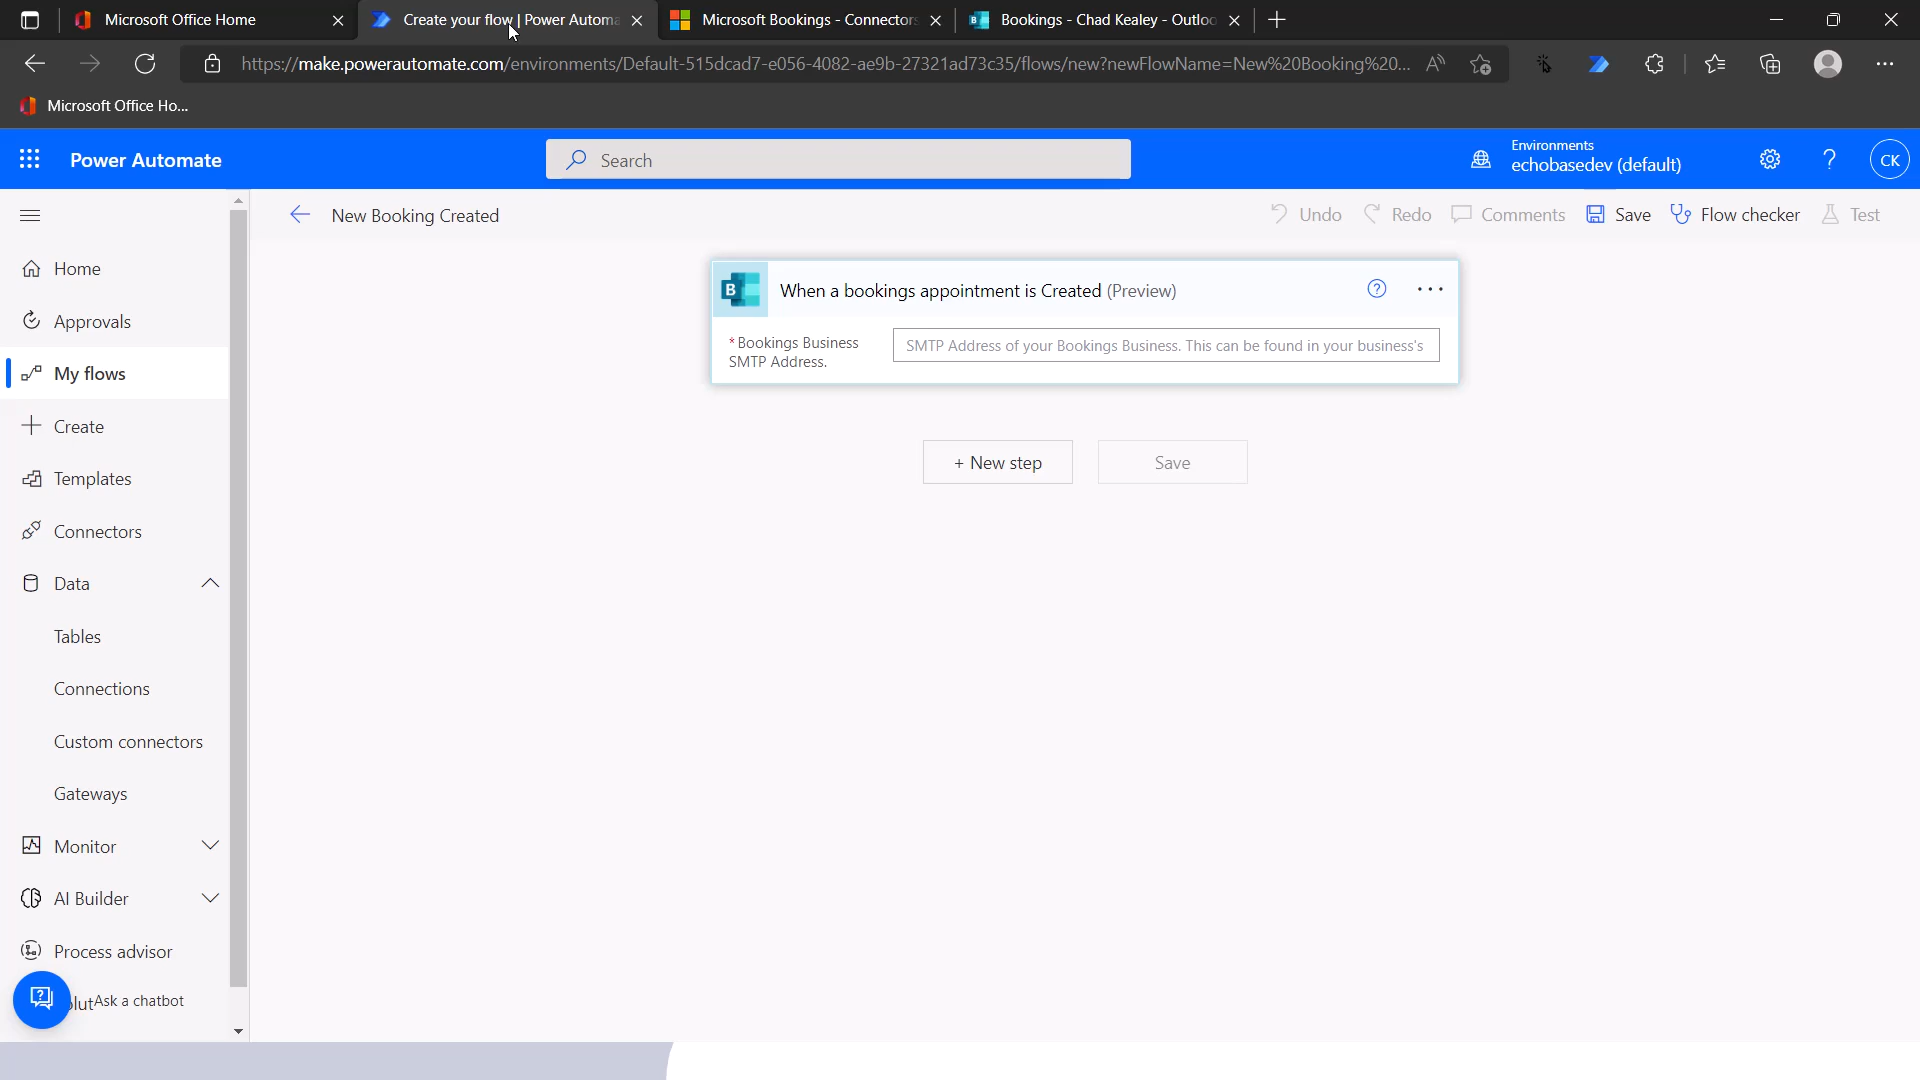 Microsoft Office Home
Create your flow | Power Automa
Microsoft Bookings - Connectors
Bookings - Chad Kealey - Outloo
https://make.powerautomate.com/environments/Default-515dcad7-e056-4082-ae9b-27321ad73c35/flows/new?newFlowName=New%20Booking%20...
Microsoft Office Ho...
Power Automate
Search
Environments
echobasedev (default)
CK
New Booking Created
Undo
Redo
Comments
Save
Flow checker
Test
Home
Approvals
My flows
Create
Templates
Connectors
Data
Tables
Connections
Custom connectors
Gateways
Monitor
AI Builder
Process advisor
Ask a chatbot
B
When a bookings appointment is Created (Preview)
* Bookings Business
SMTP Address.
SMTP Address of your Bookings Business. This can be found in your business's
+ New step
Save